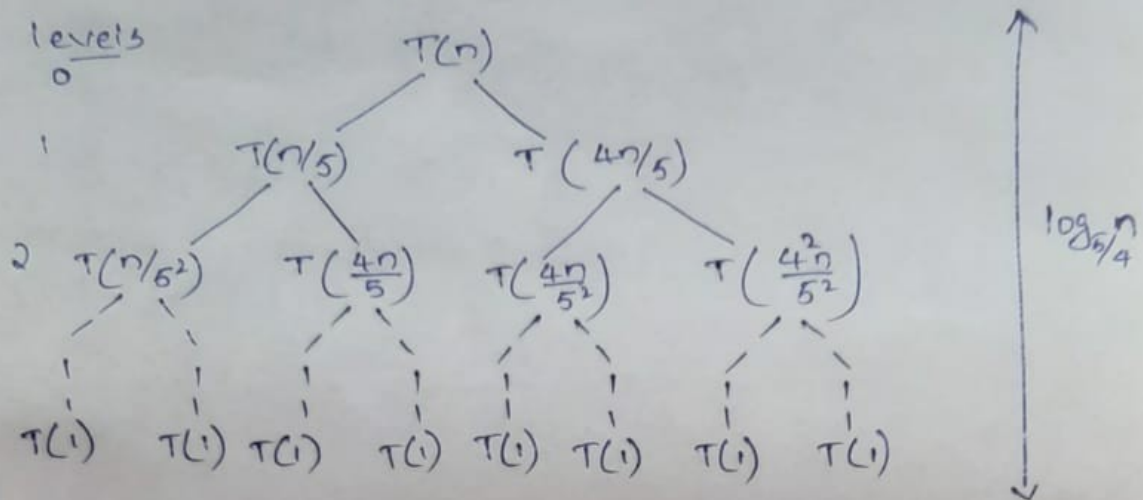 levels
0 T(n)
1 T(n/5) T(4n/5)
2 T(n/5²) T(4n/5) T(4n/5²) T(4²n/5²)
log₅/₄ n
T(1) T(1) T(1) T(1) T(1) T(1) T(1) T(1)